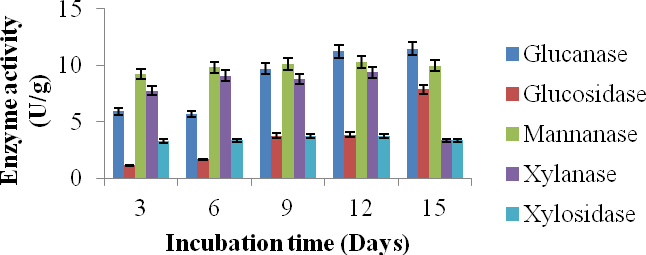 Enzyme activity
(U/g)
15
10
5
0
3 6 9 12 15
Incubation time (Days)
Glucanase
Glucosidase
Mannanase
Xylanase
Xylosidase